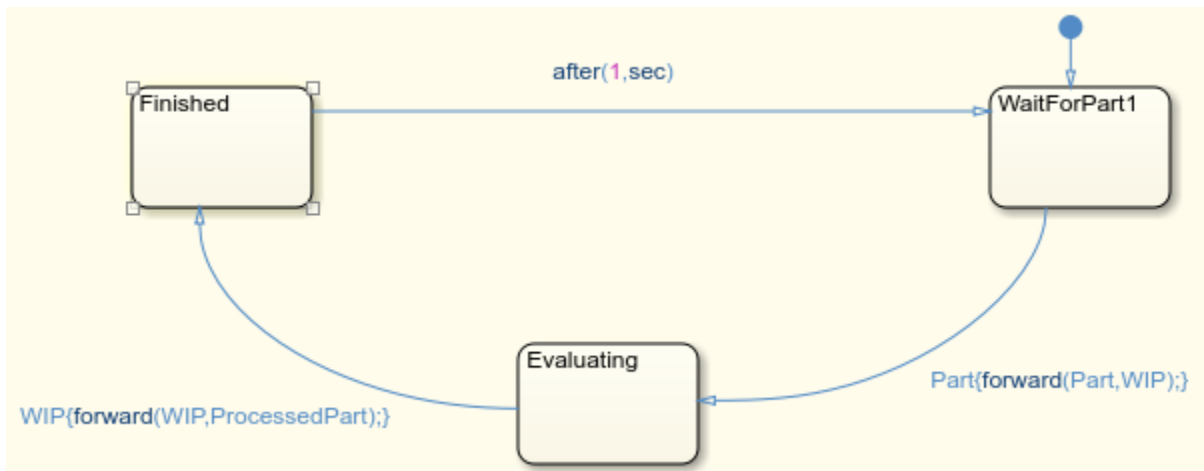 after(1,sec)
Finished
WaitForPart1
Evaluating
Part{forward(Part,WIP);}
WIP{forward(WIP,ProcessedPart);}